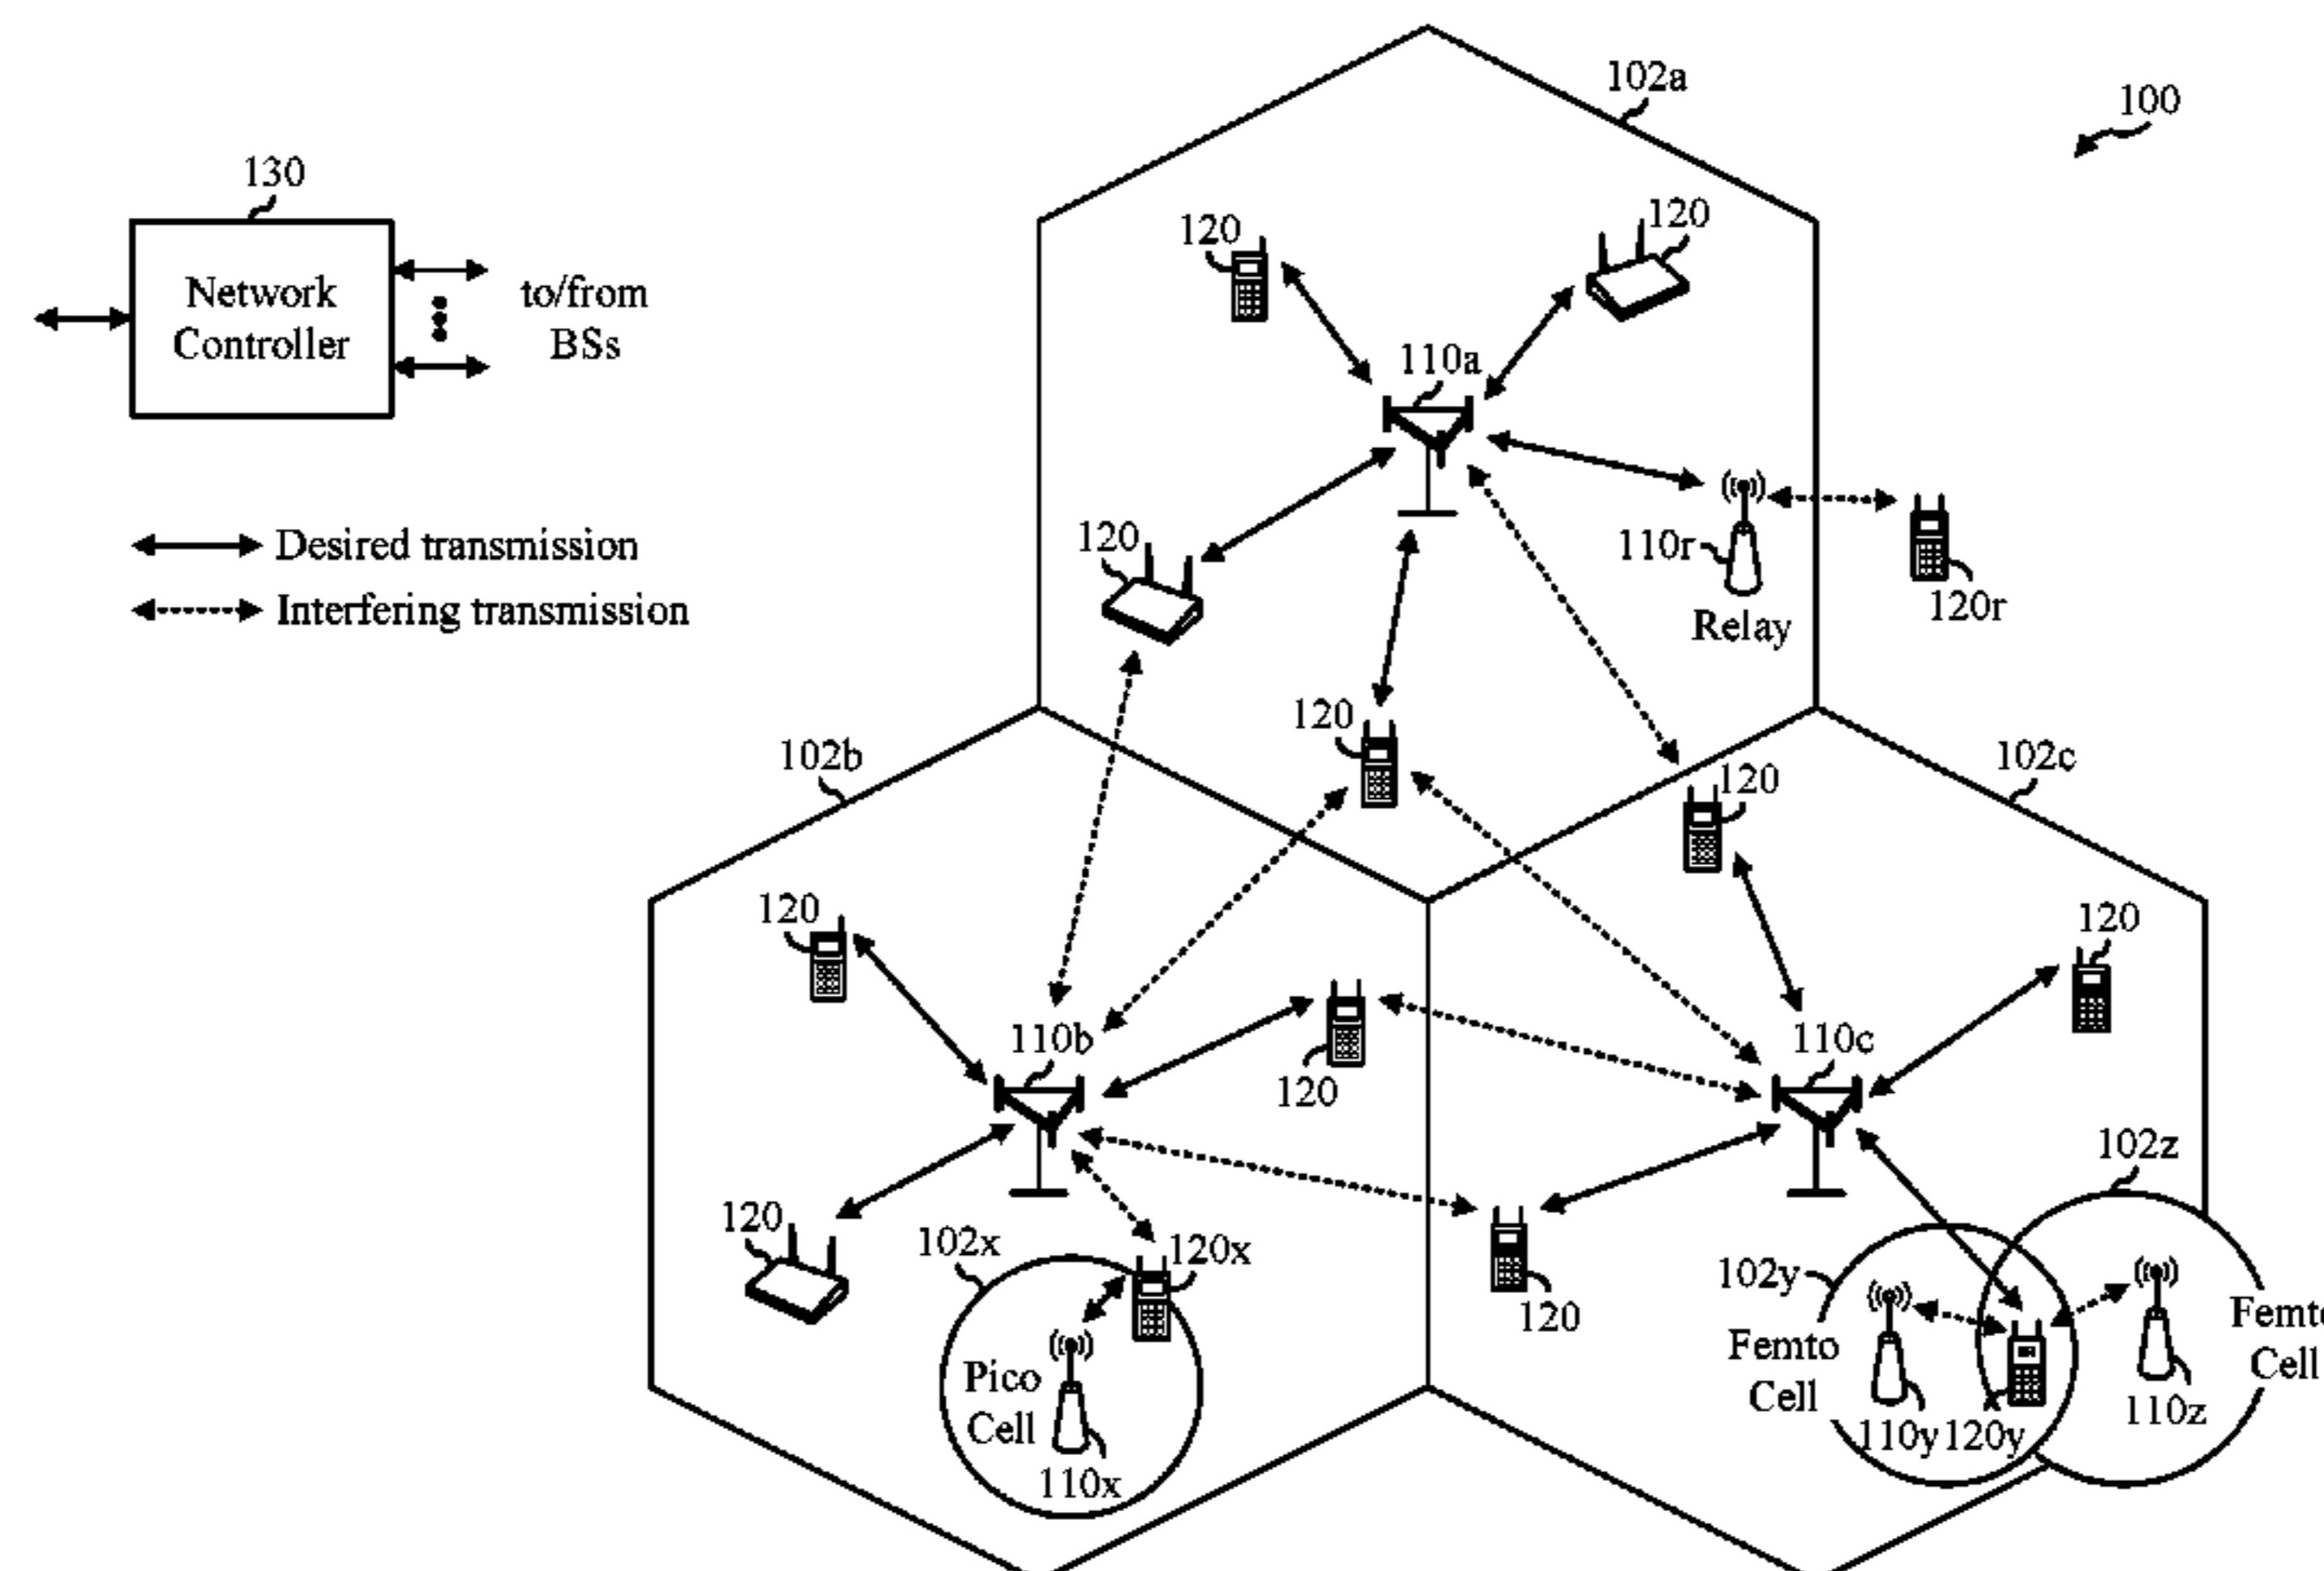 102a
100
130
Network
Controller
to/from
BSs
120
120
110a
Desired transmission
Interfering transmission
120
110r
Relay
120r
120
102b
102c
120
120
120
110b
120
110c
102z
120
102x
120x
102y
120
Pico
Cell
110x
Femto
Cell
110y
120y
110z
Femto
Cell